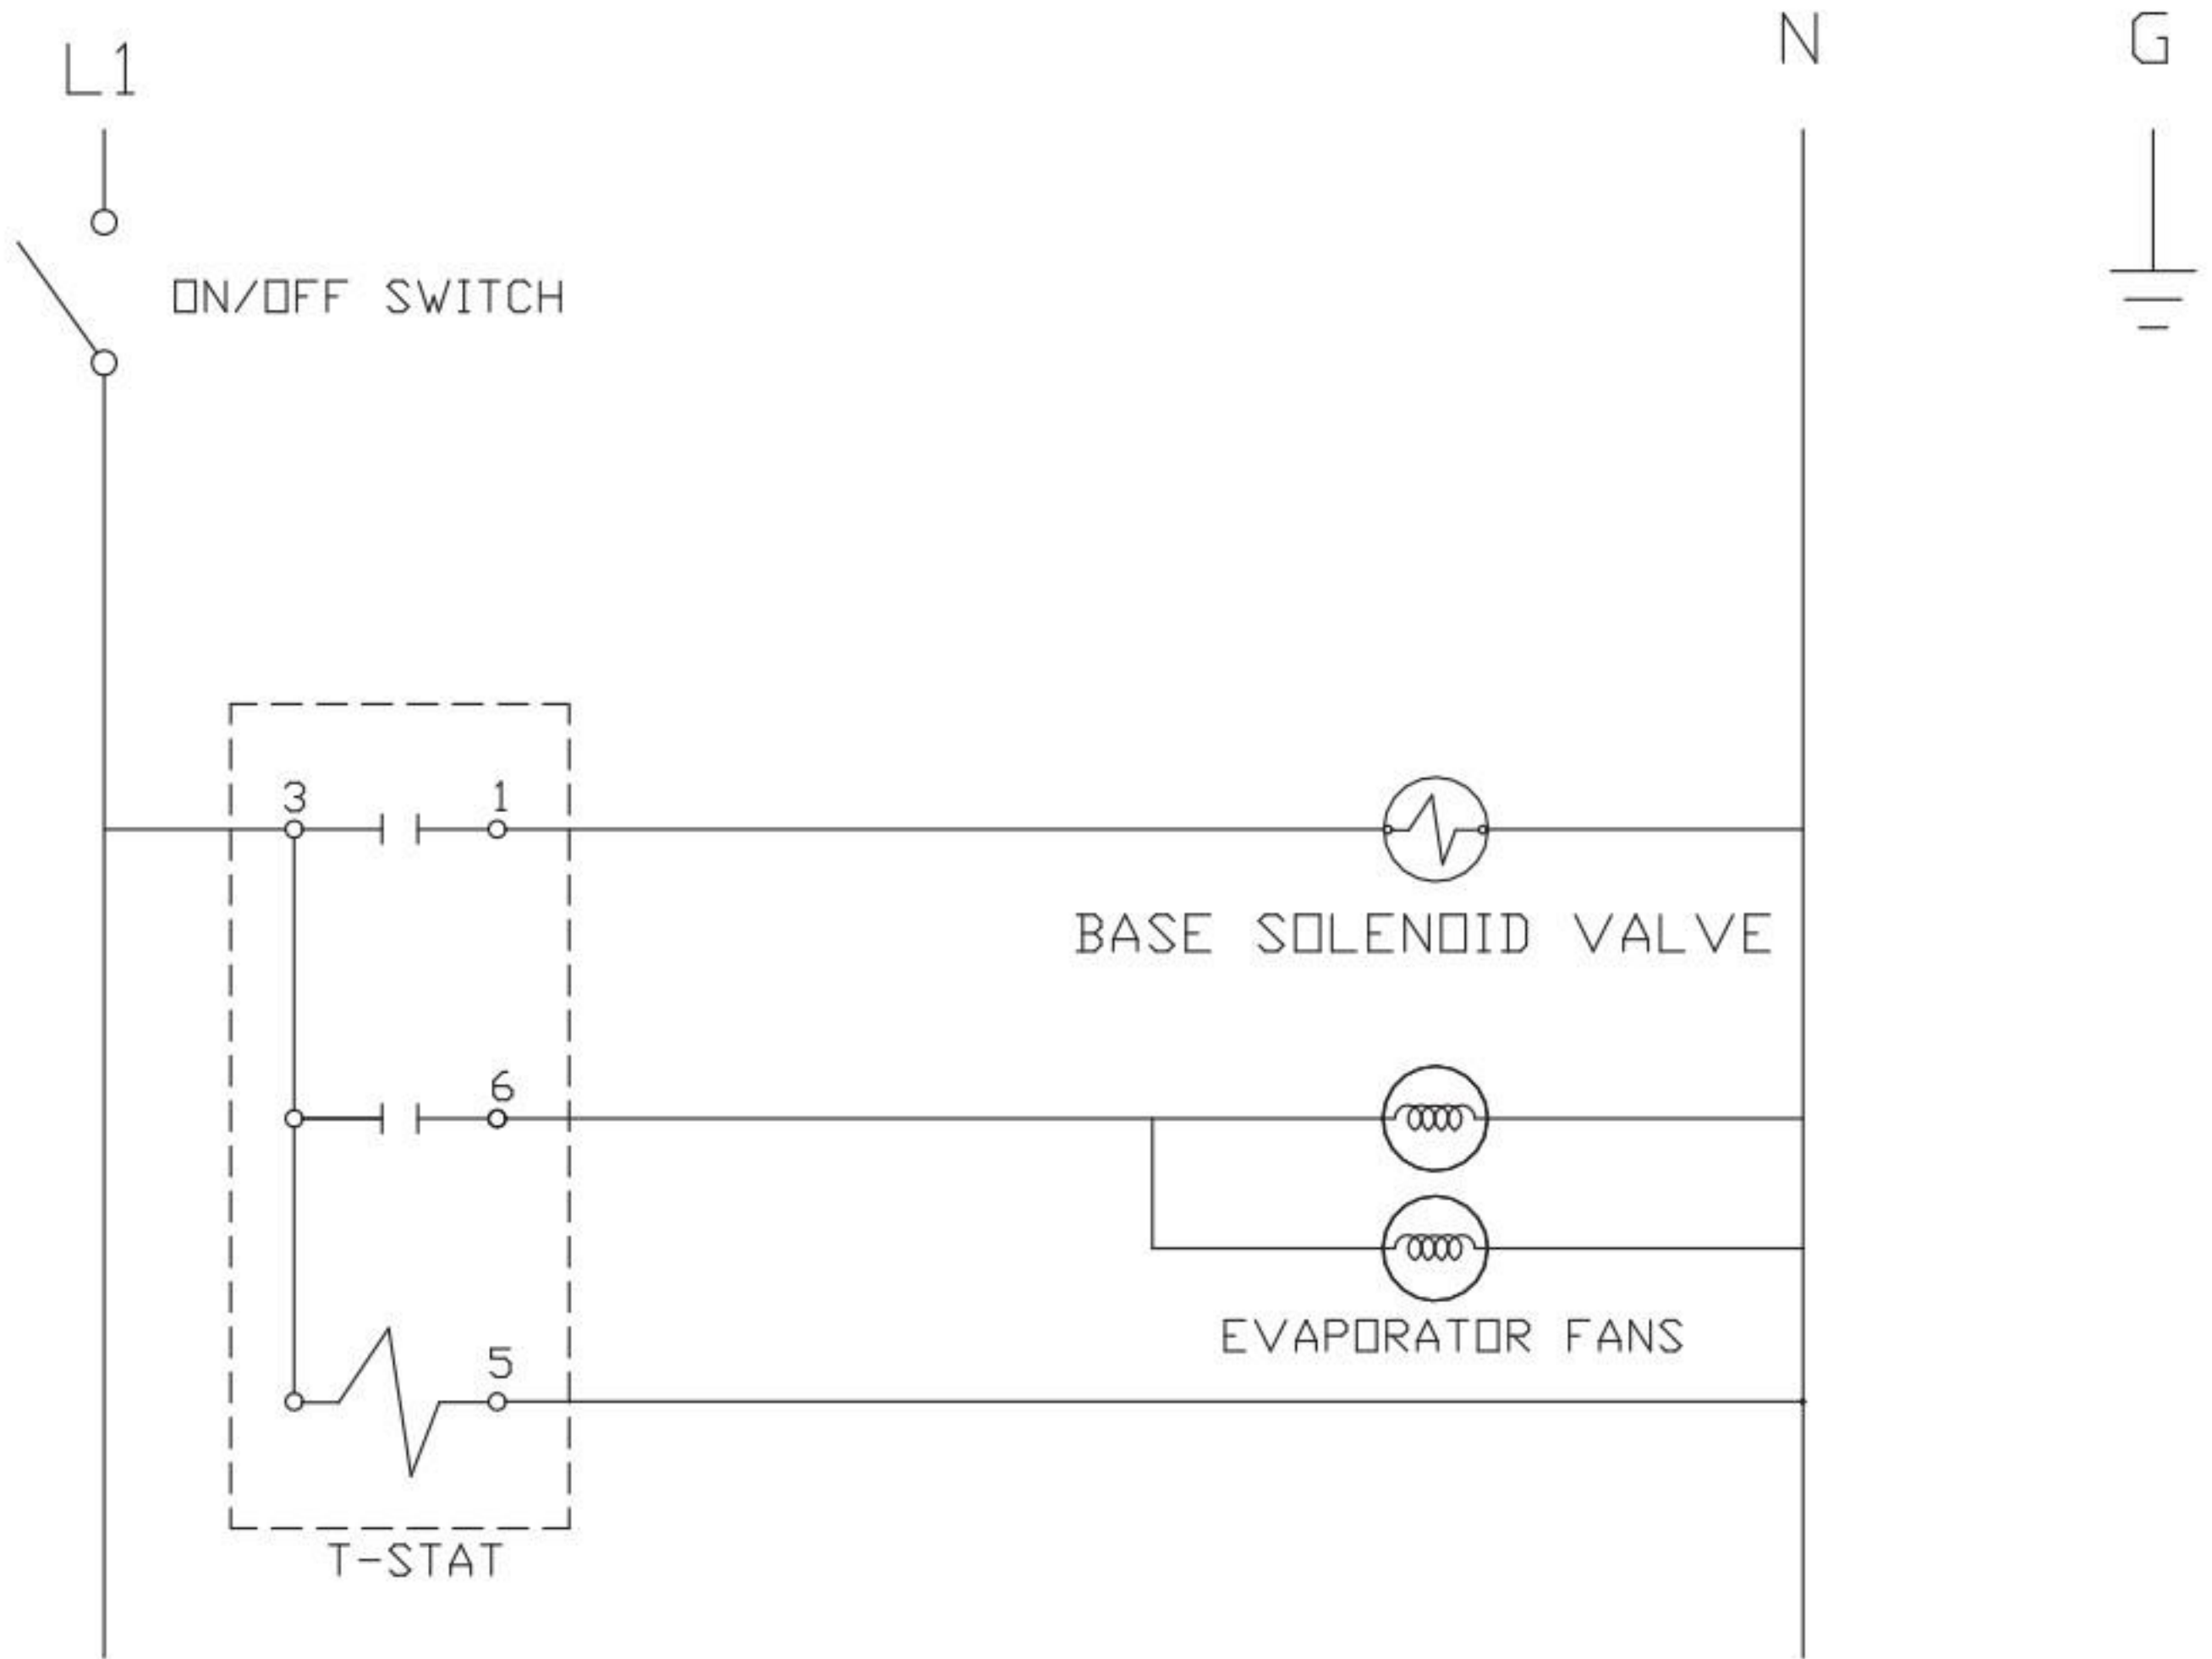 L1
N
G
ON/OFF SWITCH
3
1
BASE SOLENOID VALVE
6
EVAPORATOR FANS
5
T-STAT